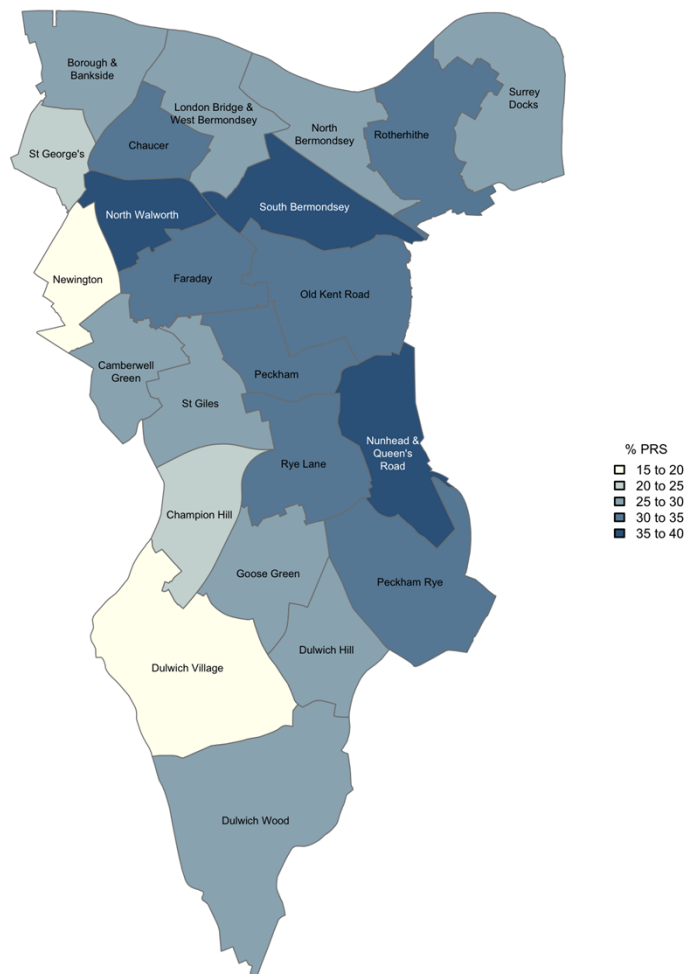 Borough &
Bankside
London Bridge &
West Bermondsey
North
Bermondsey
Surrey
Docks
Rotherhithe
Chaucer
St George's
North Walworth
South Bermondsey
Newington
Faraday
Old Kent Road
Camberwell
Green
Peckham
St Giles
Nunhead &
Queen's
Road
Rye Lane
% PRS
15 to 20
20 to 25
25 to 30
30 to 35
35 to 40
Champion Hill
Goose Green
Peckham Rye
Dulwich Hill
Dulwich Village
Dulwich Wood